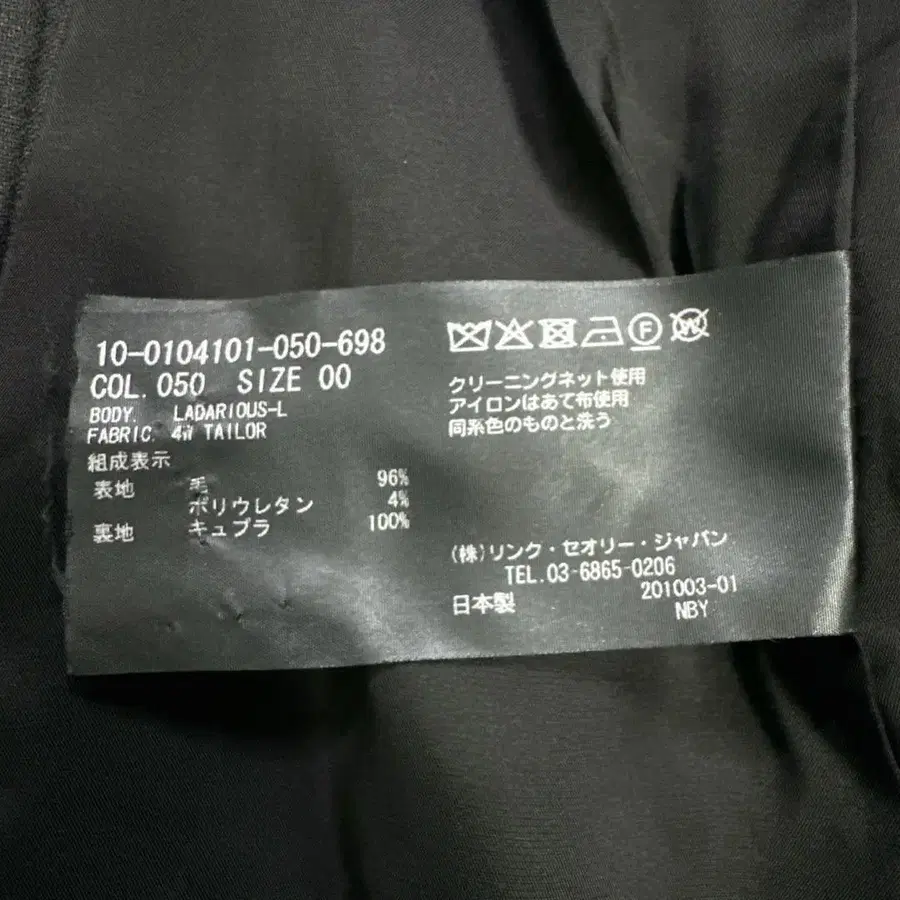 10-0104101-050-698
COL. 050 SIZE 00
BODY. LADARIOUS-L
FABRIC. 4W TAILOR
組成表示
表地 毛 96%
ポリウレタン 4%
裏地 キュプラ 100%
F W
クリーニングネット使用
アイロンはあて布使用
同系色のものと洗う
(株)リンク・セオリー・ジャパン
TEL.03-6865-0206
201003-01
日本製 NBY